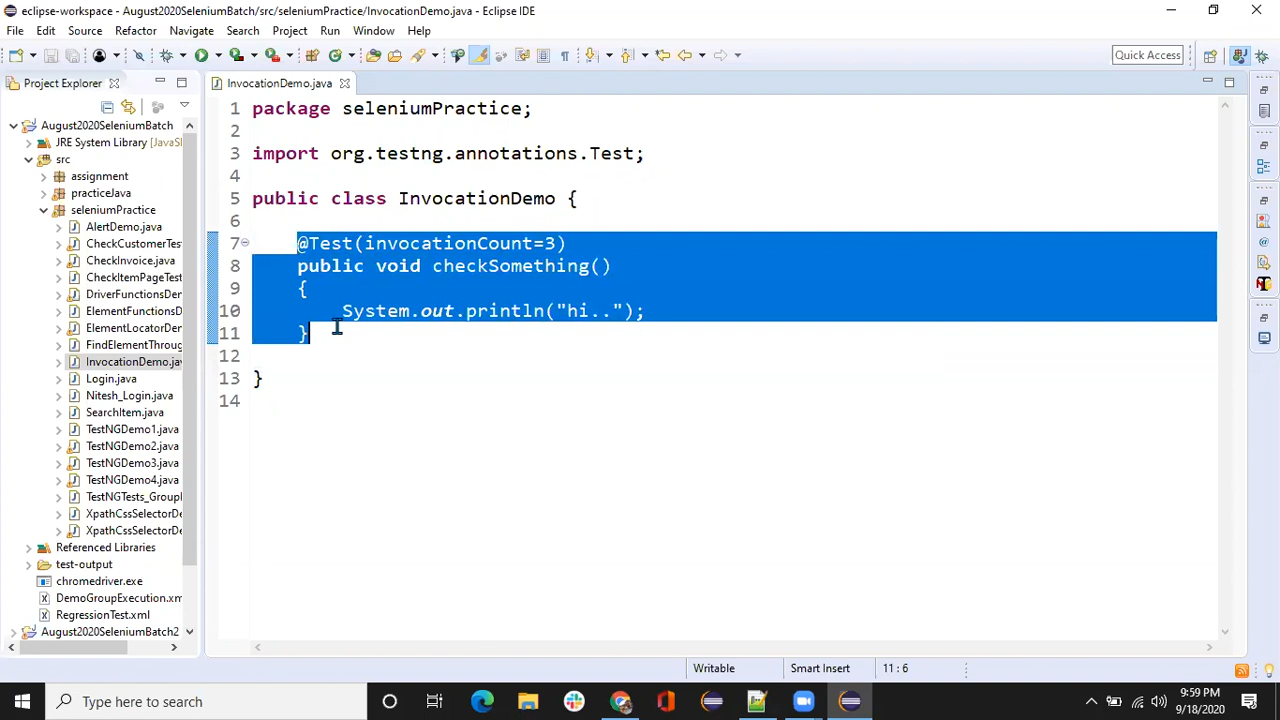 eclipse-workspace - August2020SeleniumBatch/src/seleniumPractice/InvocationDemo.java - Eclipse IDE
File Edit Source Refactor Navigate Search Project Run Window Help
Quick Access
Project Explorer
InvocationDemo.java
August2020SeleniumBatch
JRE System Library [JavaS
src
assignment
practiceJava
seleniumPractice
AlertDemo.java
CheckCustomerTes
CheckInvoice.java
CheckItemPageTest
DriverFunctionsDer
ElementFunctionsD
ElementLocatorDer
FindElementThrou
InvocationDemo.jav
Login.java
Nitesh_Login.java
SearchItem.java
TestNGDemo1.java
TestNGDemo2.java
TestNGDemo3.java
TestNGDemo4.java
TestNGTests_Group
XpathCssSelectorDe
XpathCssSelectorDe
Referenced Libraries
test-output
chromedriver.exe
DemoGroupExecution.xm
RegressionTest.xml
August2020SeleniumBatch2
1 package seleniumPractice;
2
3 import org.testng.annotations.Test;
4
5 public class InvocationDemo {
6
7 @Test(invocationCount=3)
8 public void checkSomething()
9 {
10 System.out.println("hi..");
11 }
12
13 }
14
Writable Smart Insert 11 : 6
Type here to search
9:59 PM
9/18/2020